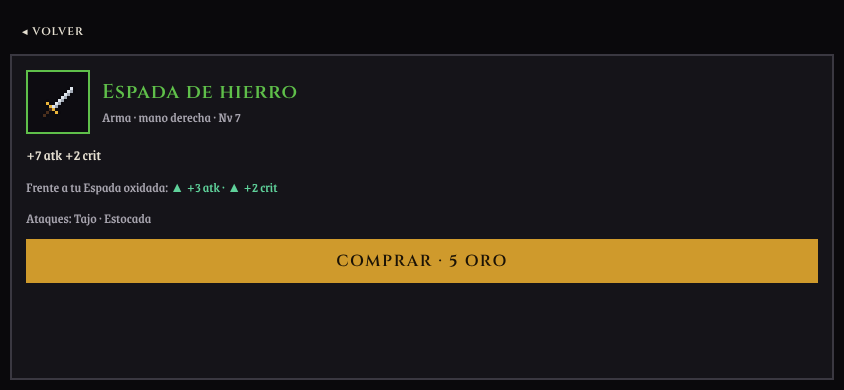 ◂ VOLVER
Espada de hierro
Arma · mano derecha · Nv 7
+7 atk +2 crit
Frente a tu Espada oxidada: ▲ +3 atk · ▲ +2 crit
Ataques: Tajo · Estocada
COMPRAR · 5 ORO